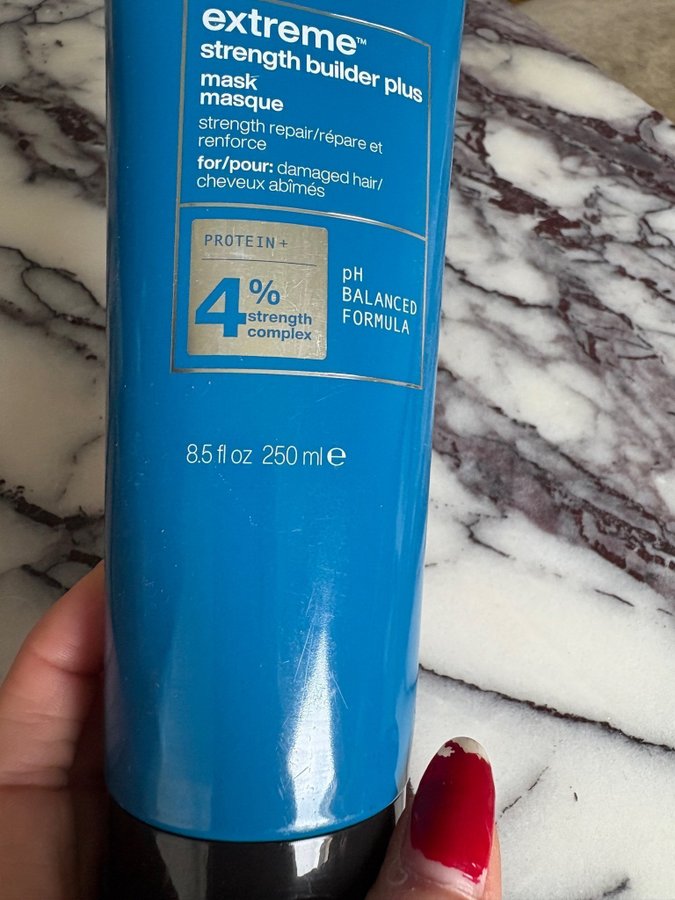 extreme™
strength builder plus
mask
masque
strength repair/répare et
renforce
for/pour: damaged hair/
cheveux abîmés
PROTEIN+
4%
strength
complex
pH
BALANCED
FORMULA
8.5 fl oz 250 ml ℮